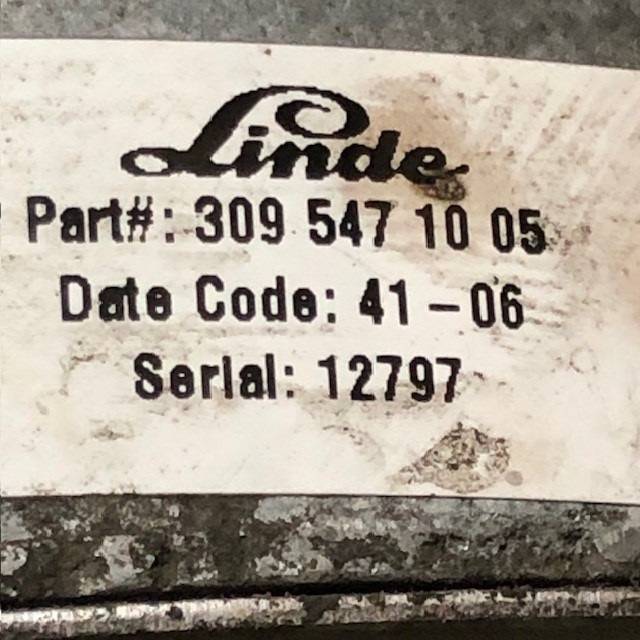 Linde
Part#: 309 547 10 05
Date Code: 41-06
Serial: 12797